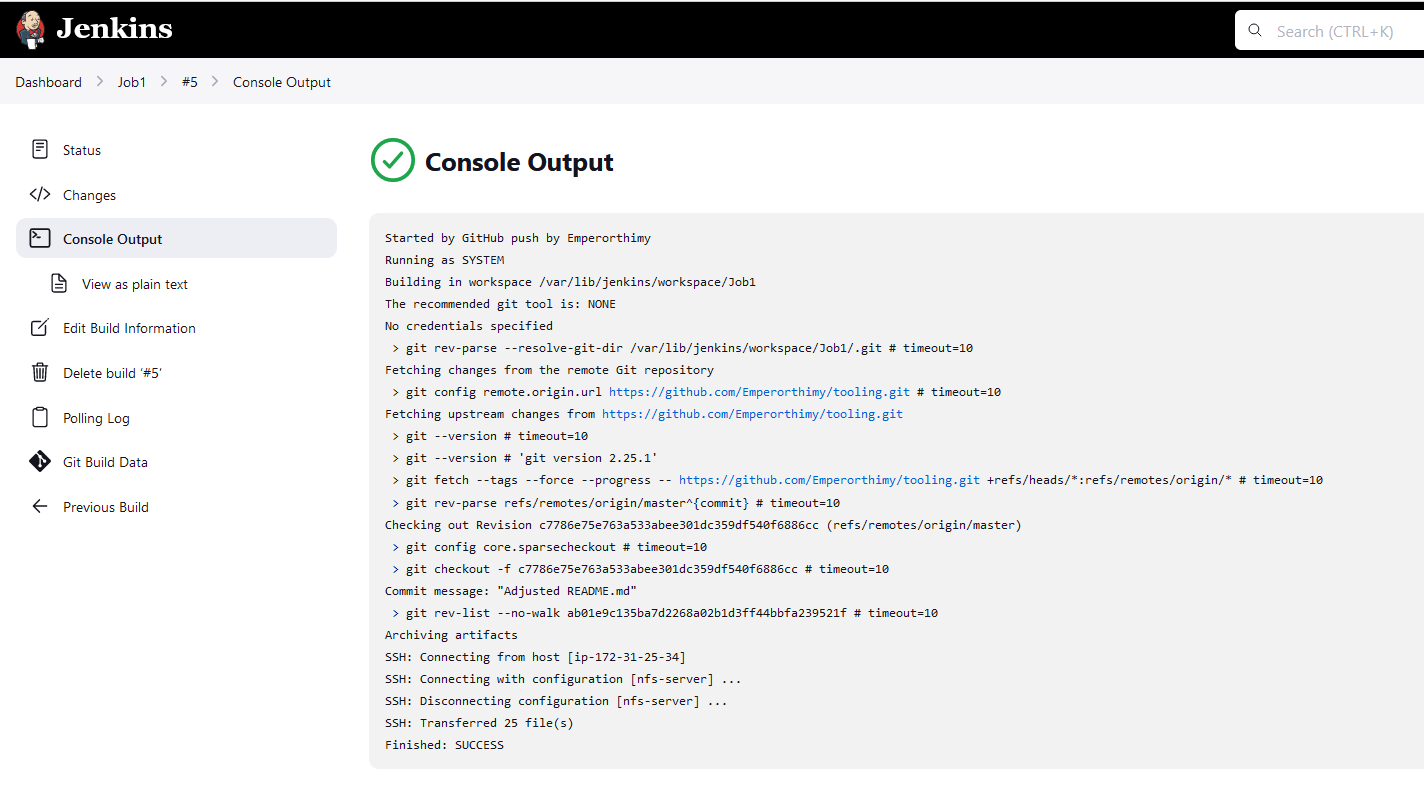 Jenkins
Search (CTRL+K)
Dashboard > Job1 > #5 > Console Output
Status
Changes
Console Output
View as plain text
Edit Build Information
Delete build ‘#5’
Polling Log
Git Build Data
Previous Build
Console Output
Started by GitHub push by Emperorthimy
Running as SYSTEM
Building in workspace /var/lib/jenkins/workspace/Job1
The recommended git tool is: NONE
No credentials specified
 > git rev-parse --resolve-git-dir /var/lib/jenkins/workspace/Job1/.git # timeout=10
Fetching changes from the remote Git repository
 > git config remote.origin.url https://github.com/Emperorthimy/tooling.git # timeout=10
Fetching upstream changes from https://github.com/Emperorthimy/tooling.git
 > git --version # timeout=10
 > git --version # 'git version 2.25.1'
 > git fetch --tags --force --progress -- https://github.com/Emperorthimy/tooling.git +refs/heads/*:refs/remotes/origin/* # timeout=10
 > git rev-parse refs/remotes/origin/master^{commit} # timeout=10
Checking out Revision c7786e75e763a533abee301dc359df540f6886cc (refs/remotes/origin/master)
 > git config core.sparsecheckout # timeout=10
 > git checkout -f c7786e75e763a533abee301dc359df540f6886cc # timeout=10
Commit message: "Adjusted README.md"
 > git rev-list --no-walk ab01e9c135ba7d2268a02b1d3ff44bbfa239521f # timeout=10
Archiving artifacts
SSH: Connecting from host [ip-172-31-25-34]
SSH: Connecting with configuration [nfs-server] ...
SSH: Disconnecting configuration [nfs-server] ...
SSH: Transferred 25 file(s)
Finished: SUCCESS